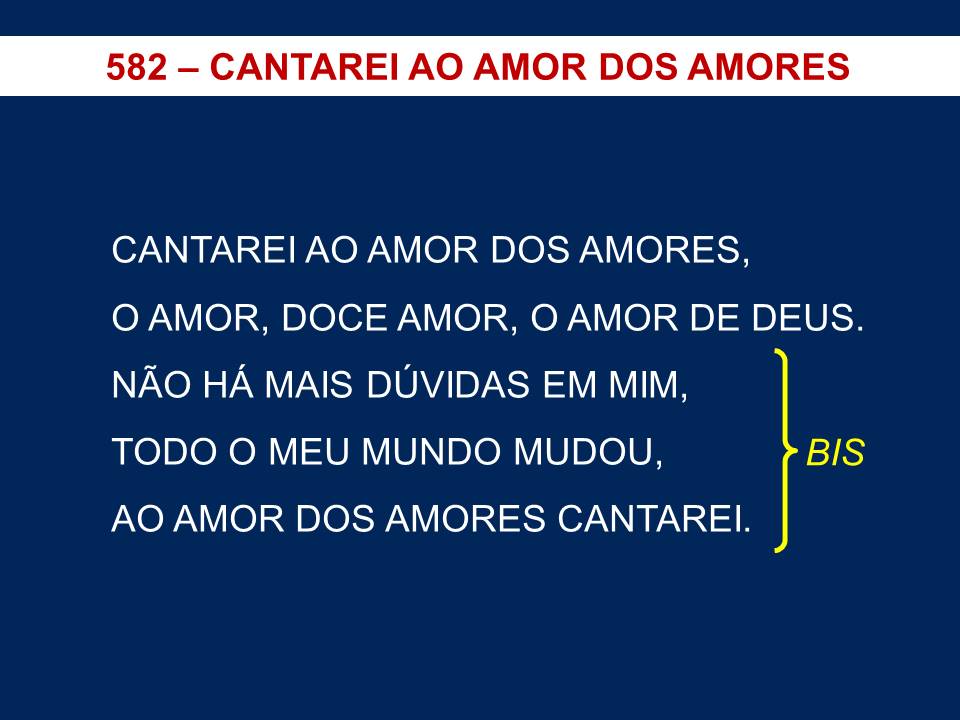 582 – CANTAREI AO AMOR DOS AMORES
CANTAREI AO AMOR DOS AMORES,
O AMOR, DOCE AMOR, O AMOR DE DEUS.
NÃO HÁ MAIS DÚVIDAS EM MIM,
TODO O MEU MUNDO MUDOU,
BIS
AO AMOR DOS AMORES CANTAREI.